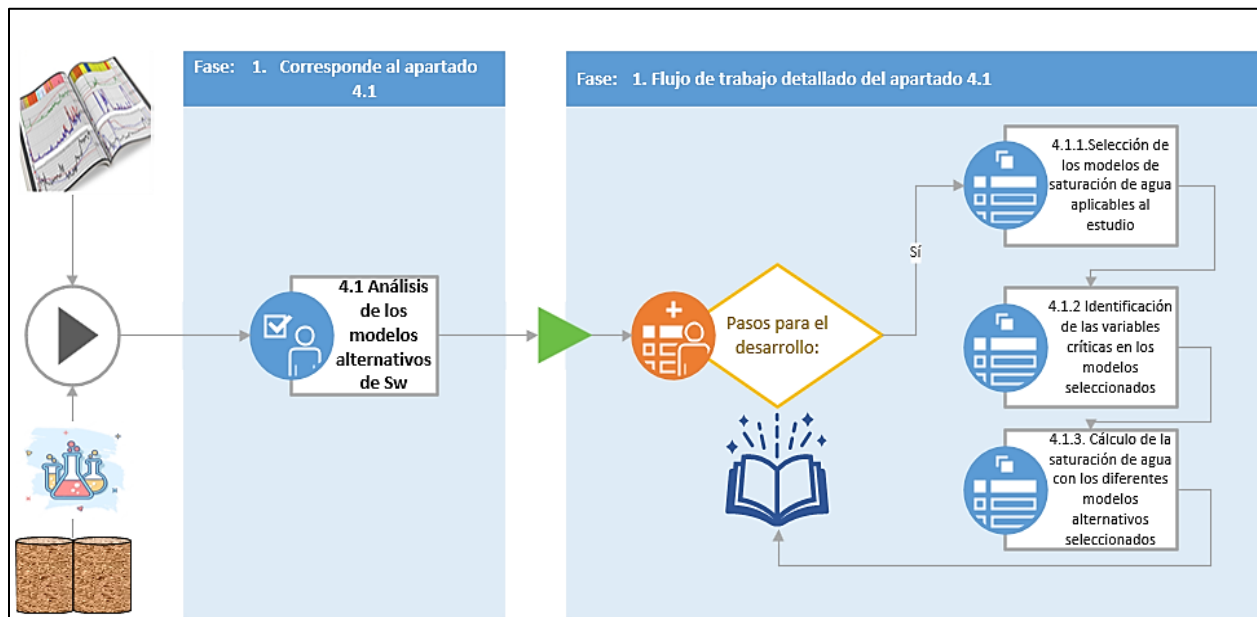 Fase: 1. Corresponde al apartado
4.1
Fase: 1. Flujo de trabajo detallado del apartado 4.1
4.1 Análisis
de los
modelos
alternativos
de Sw
Pasos para el
desarrollo:
Sí
4.1.1.Selección de
los modelos de
saturación de agua
aplicables al
estudio
4.1.2 Identificación
de las variables
críticas en los
modelos
seleccionados
4.1.3. Cálculo de la
saturación de agua
con los diferentes
modelos
alternativos
seleccionados